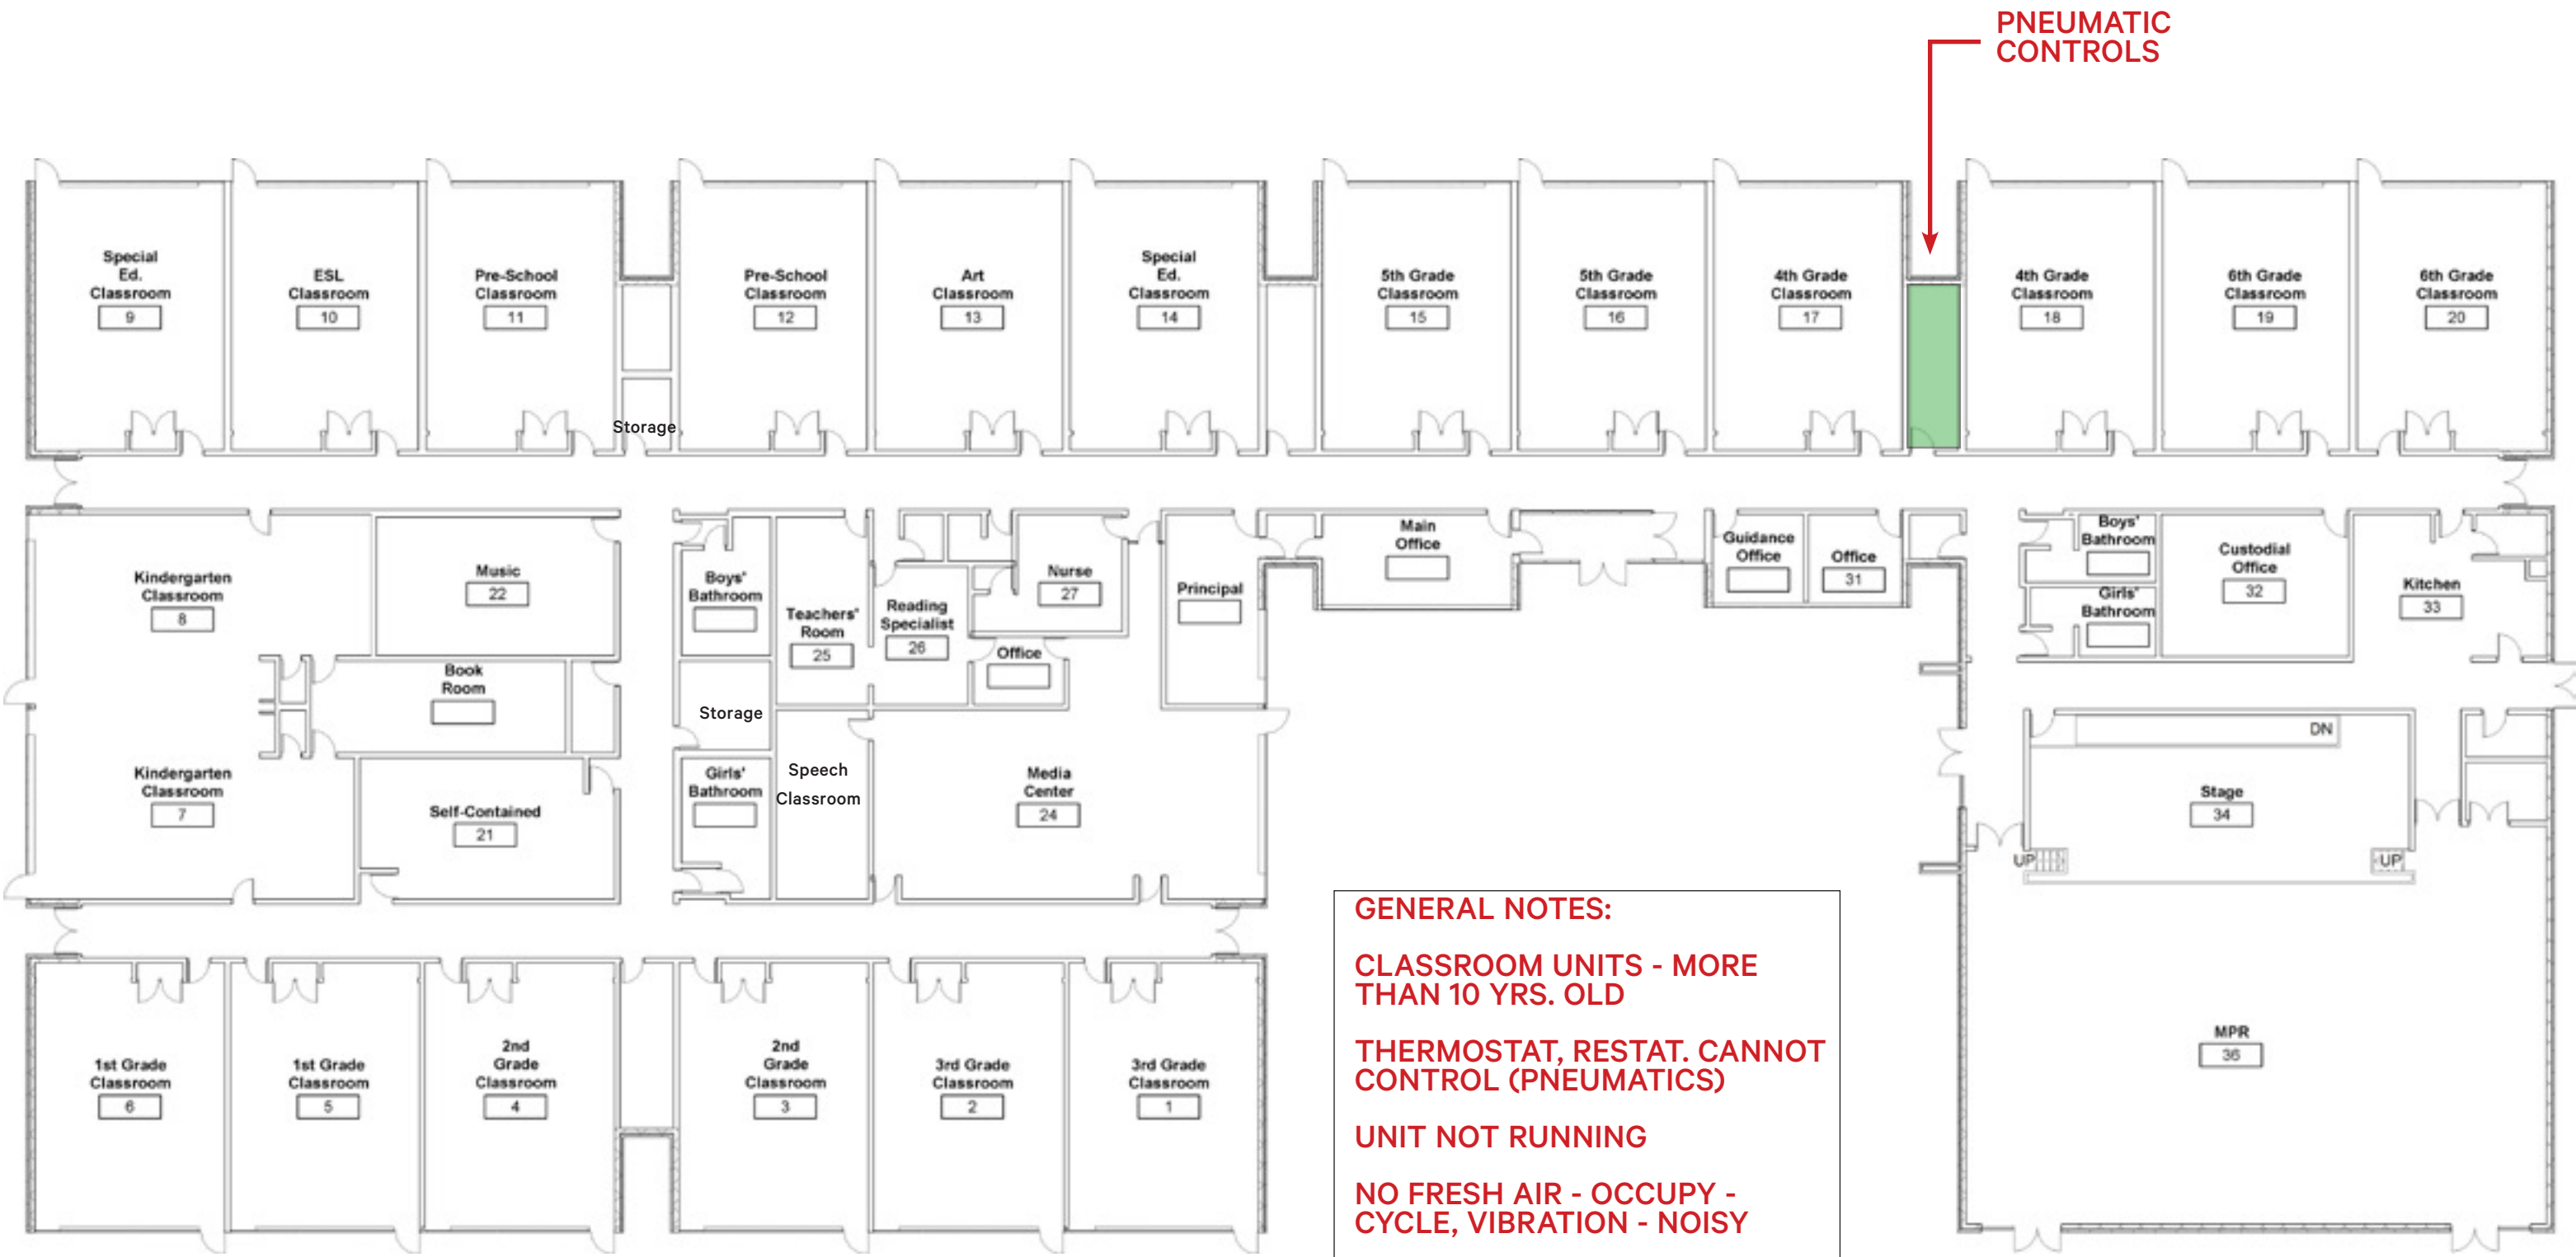 PNEUMATIC
CONTROLS
Special
Ed.
Classroom
9
ESL
Classroom
10
Pre-School
Classroom
11
Storage
Pre-School
Classroom
12
Art
Classroom
13
Special
Ed.
Classroom
14
5th Grade
Classroom
15
5th Grade
Classroom
16
4th Grade
Classroom
17
4th Grade
Classroom
18
6th Grade
Classroom
19
6th Grade
Classroom
20
Kindergarten
Classroom
8
Music
22
Book
Room
Kindergarten
Classroom
7
Self-Contained
21
Boys'
Bathroom
Storage
Girls'
Bathroom
Teachers'
Room
25
Speech
Classroom
Reading
Specialist
26
Nurse
27
Office
Media
Center
24
Principal
Main
Office
Guidance
Office
Office
31
Boys'
Bathroom
Girls'
Bathroom
Custodial
Office
32
Kitchen
33
DN
Stage
34
UP
UP
MPR
36
1st Grade
Classroom
6
1st Grade
Classroom
5
2nd
Grade
Classroom
4
2nd
Grade
Classroom
3
3rd Grade
Classroom
2
3rd Grade
Classroom
1
GENERAL NOTES:
CLASSROOM UNITS - MORE
THAN 10 YRS. OLD
THERMOSTAT, RESTAT. CANNOT
CONTROL (PNEUMATICS)
UNIT NOT RUNNING
NO FRESH AIR - OCCUPY -
CYCLE, VIBRATION - NOISY